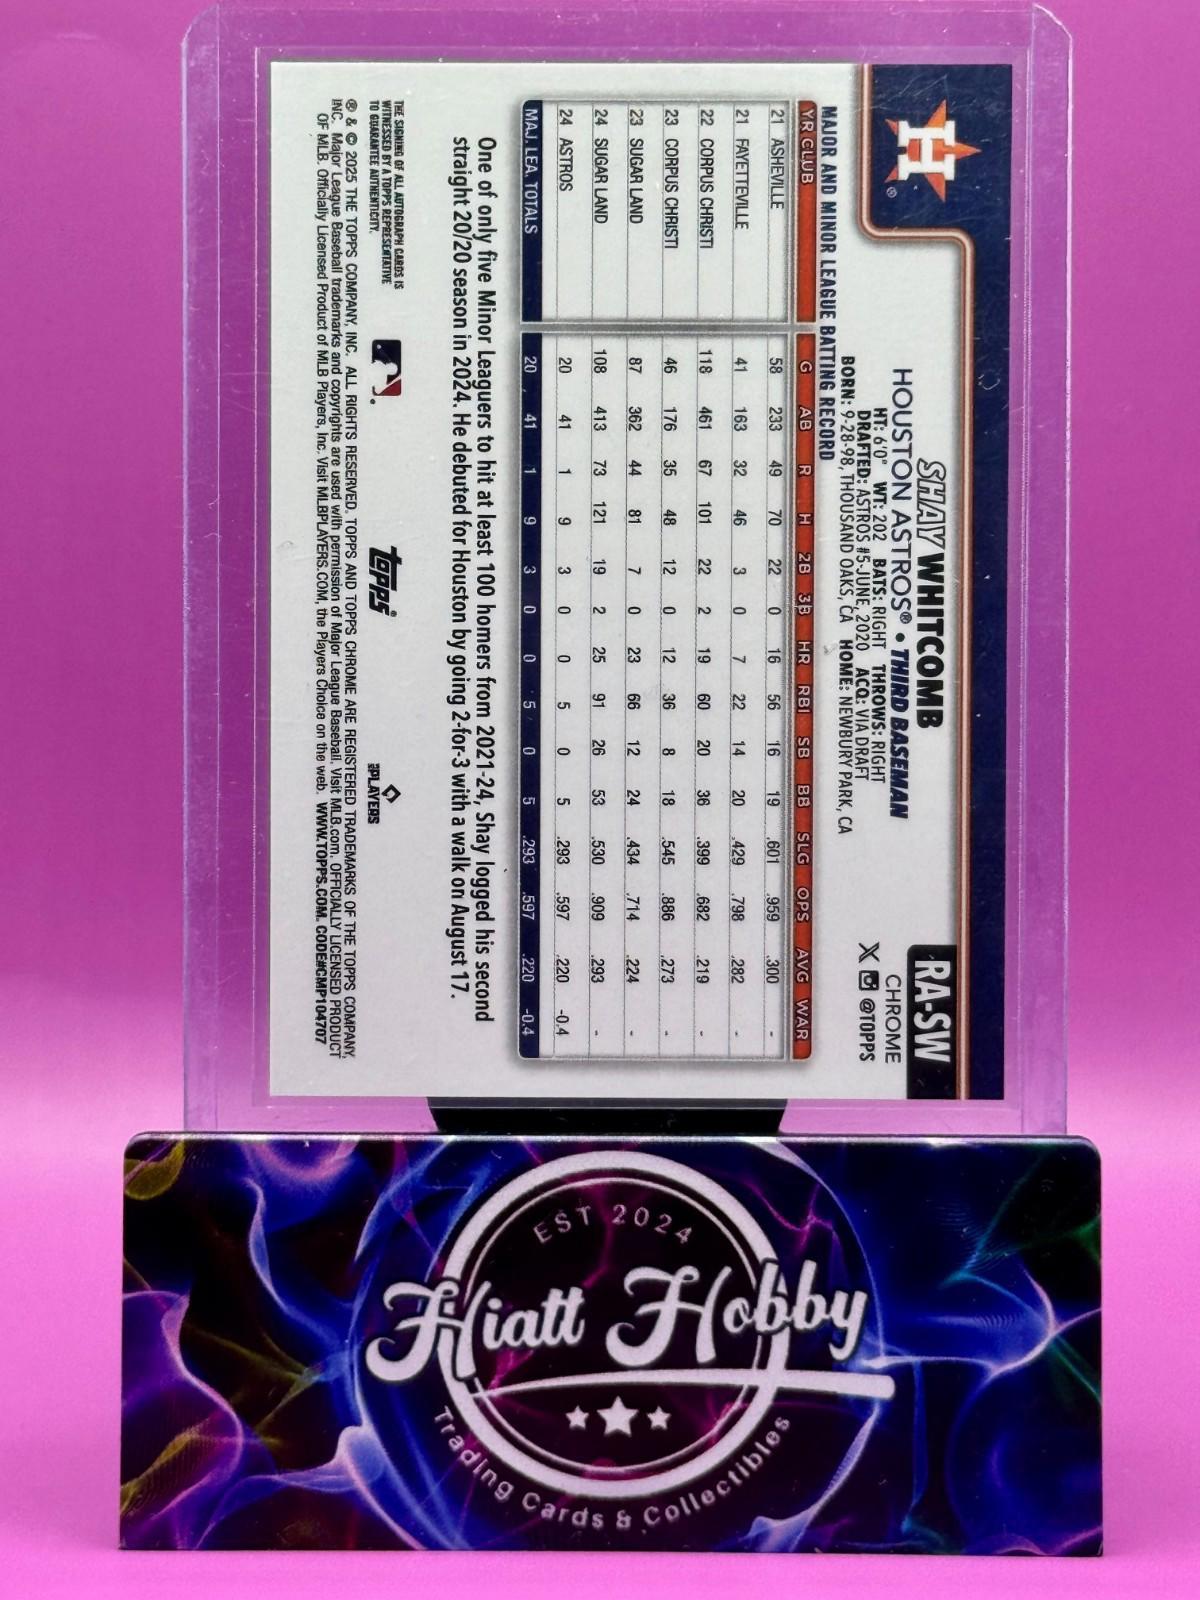 RA-SW
CHROME
@TOPPS
SHAY WHITCOMB
HOUSTON ASTROS® • THIRD BASEMAN
HT: 6'0" WT: 202 BATS: RIGHT THROWS: RIGHT
DRAFTED: ASTROS #5-JUNE, 2020 ACQ: VIA DRAFT
BORN: 9-28-98, THOUSAND OAKS, CA HOME: NEWBURY PARK, CA
MAJOR AND MINOR LEAGUE BATTING RECORD
YR CLUB G AB R H 2B 3B HR RBI SB BB SLG OPS AVG WAR
21 ASHEVILLE 58 233 49 70 22 0 16 56 16 19 .601 .959 .300 -
21 FAYETTEVILLE 41 163 32 46 3 0 7 22 14 20 .429 .798 .282 -
22 CORPUS CHRISTI 118 461 67 101 22 2 19 60 20 36 .399 .682 .219 -
23 CORPUS CHRISTI 46 176 35 48 12 0 12 36 8 18 .545 .886 .273 -
23 SUGAR LAND 87 362 44 81 7 0 23 66 12 24 .434 .714 .224 -
24 SUGAR LAND 108 413 73 121 19 2 25 91 26 53 .530 .909 .293 -
24 ASTROS 20 41 1 9 3 0 0 5 0 5 .293 .597 .220 -0.4
MAJ. LEA. TOTALS 20 41 1 9 3 0 0 5 0 5 .293 .597 .220 -0.4
One of only five Minor Leaguers to hit at least 100 homers from 2021-24, Shay logged his second
straight 20/20 season in 2024. He debuted for Houston by going 2-for-3 with a walk on August 17.
THE SIGNING OF ALL AUTOGRAPH CARDS IS
WITNESSED BY A TOPPS REPRESENTATIVE
TO GUARANTEE AUTHENTICITY.
topps®
MLB PLAYERS
® & © 2025 THE TOPPS COMPANY, INC. ALL RIGHTS RESERVED. TOPPS AND TOPPS CHROME ARE REGISTERED TRADEMARKS OF THE TOPPS COMPANY,
INC. Major League Baseball trademarks and copyrights are used with permission of Major League Baseball. Visit MLB.com. OFFICIALLY LICENSED PRODUCT
OF MLB. Officially Licensed Product of MLB Players, Inc. Visit MLBPLAYERS.COM, the Players Choice on the web. WWW.TOPPS.COM. CODE#CMP104707
EST 2024
Hiatt Hobby
Trading Cards & Collectibles